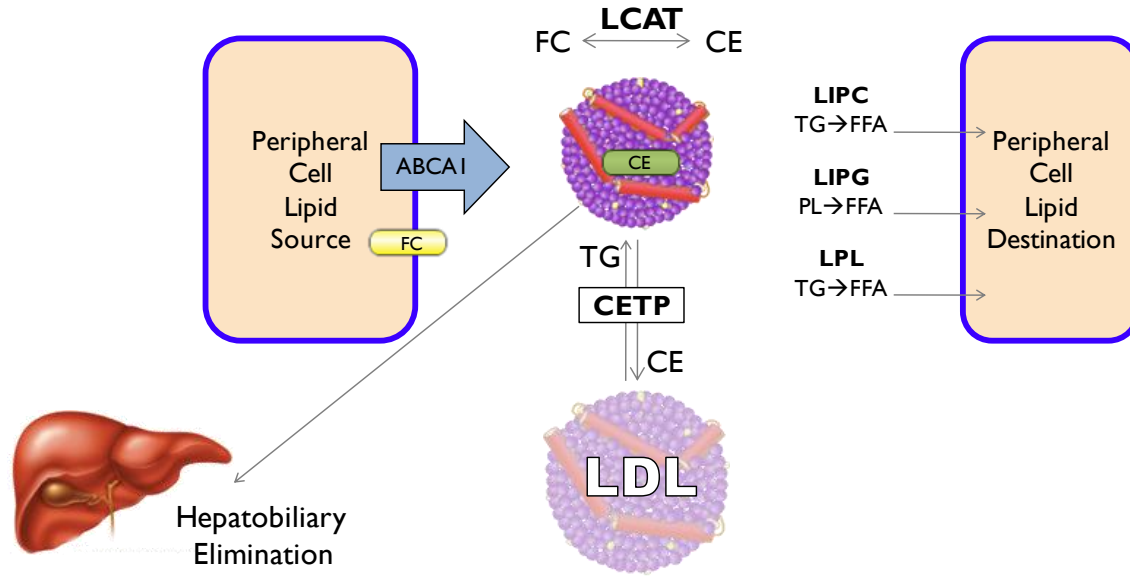 LCAT
FC
CE
Peripheral
Cell
Lipid
Source
ABCA1
FC
CE
LIPC
TG→FFA
LIPG
PL→FFA
LPL
TG→FFA
Peripheral
Cell
Lipid
Destination
TG
CETP
CE
LDL
Hepatobiliary
Elimination